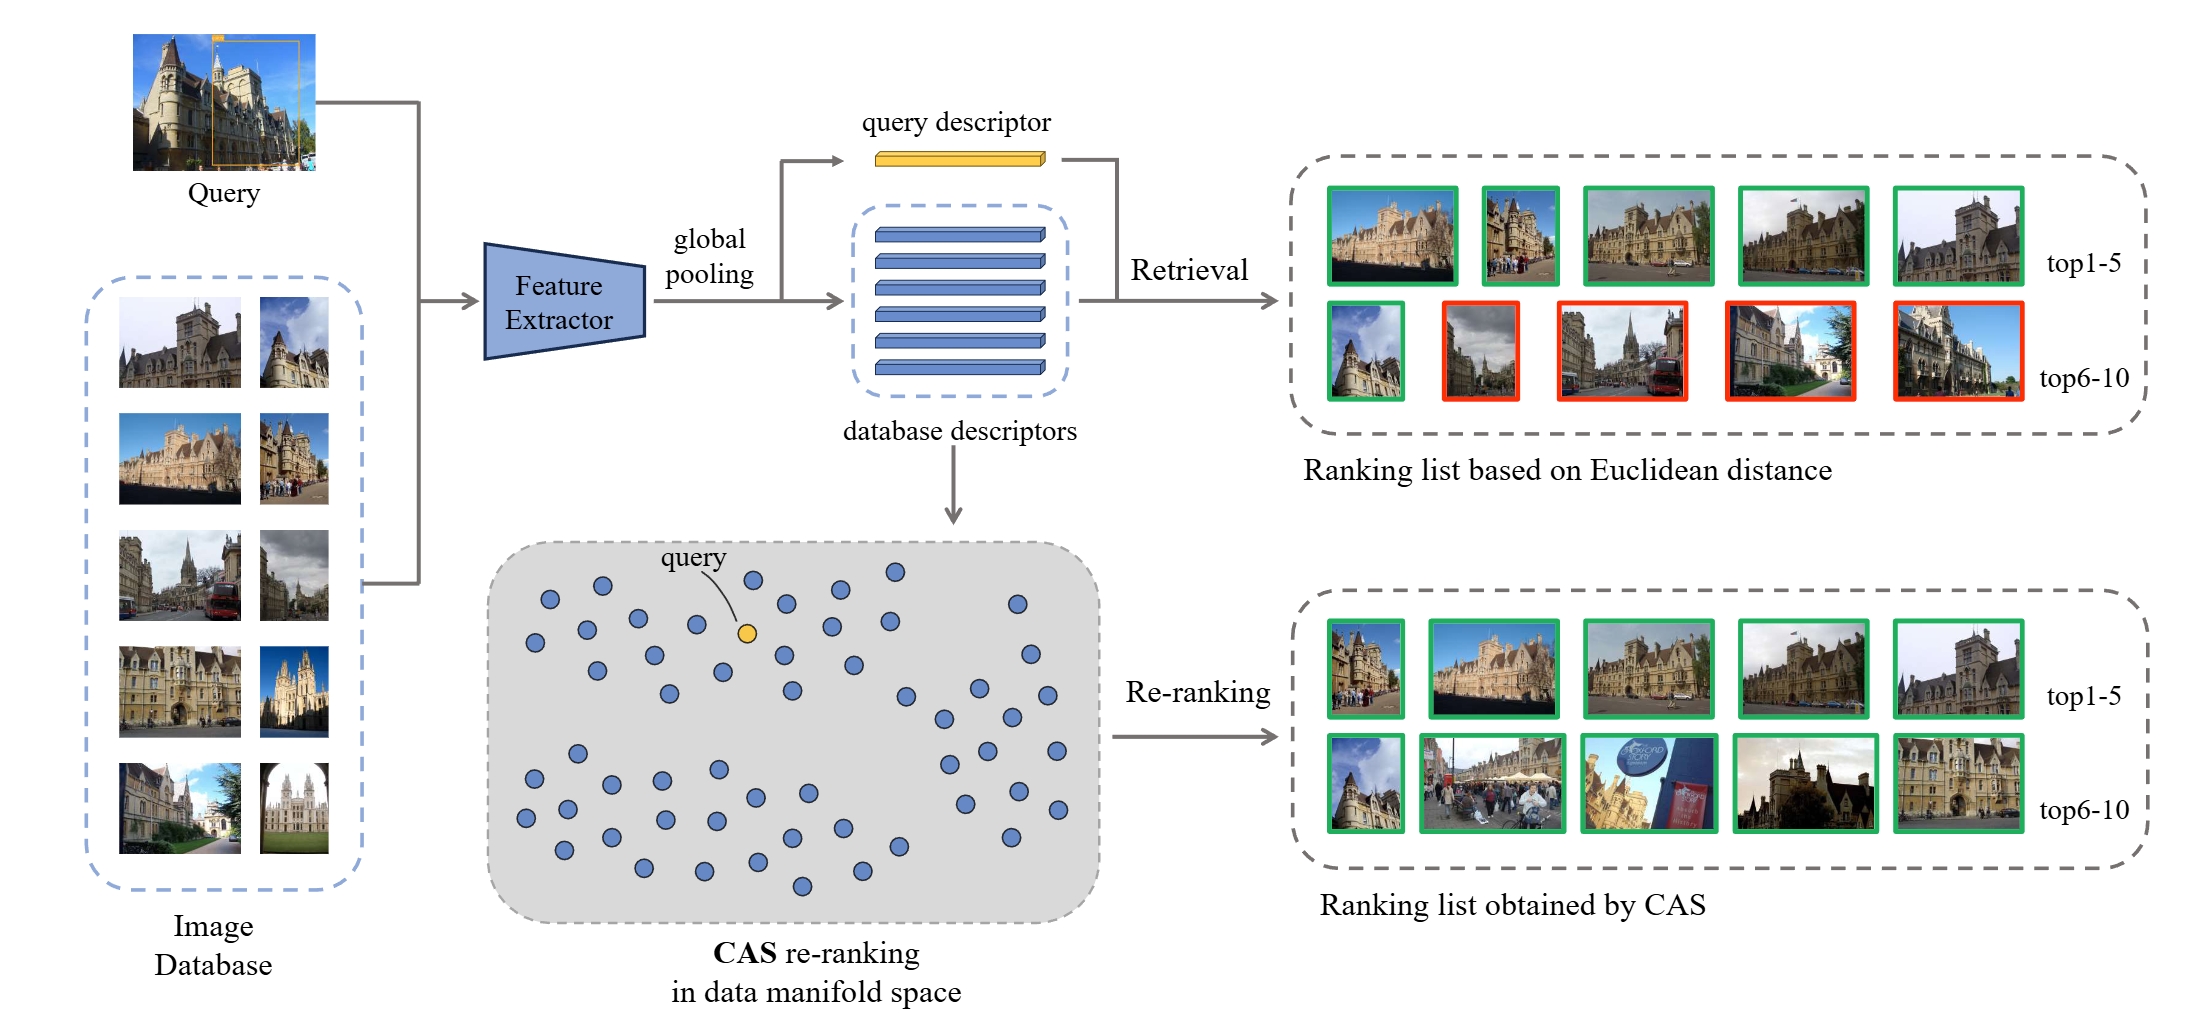 Query
query descriptor
global
pooling
Feature
Extractor
Retrieval
top1-5
top6-10
database descriptors
Ranking list based on Euclidean distance
query
Re-ranking
top1-5
STORY
top6-10
Ranking list obtained by CAS
Image
Database
CAS re-ranking
in data manifold space